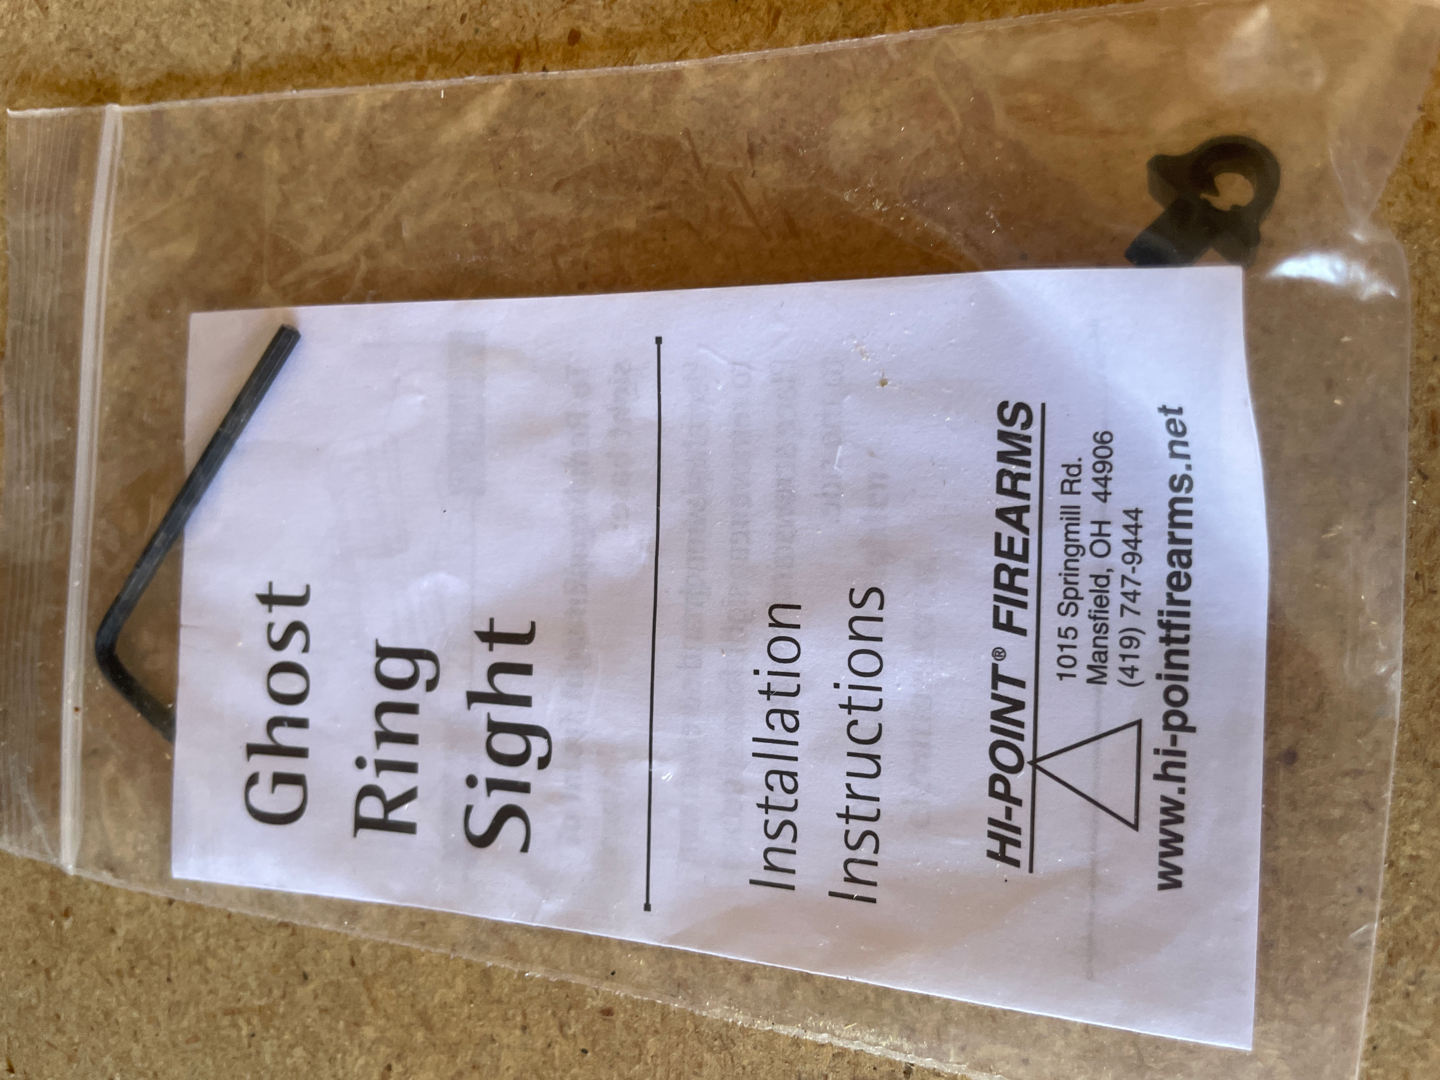 Ghost
Ring
Sight
Installation
Instructions
HI-POINT® FIREARMS
1015 Springmill Rd.
Mansfield, OH 44906
(419) 747-9444
www.hi-pointfirearms.net